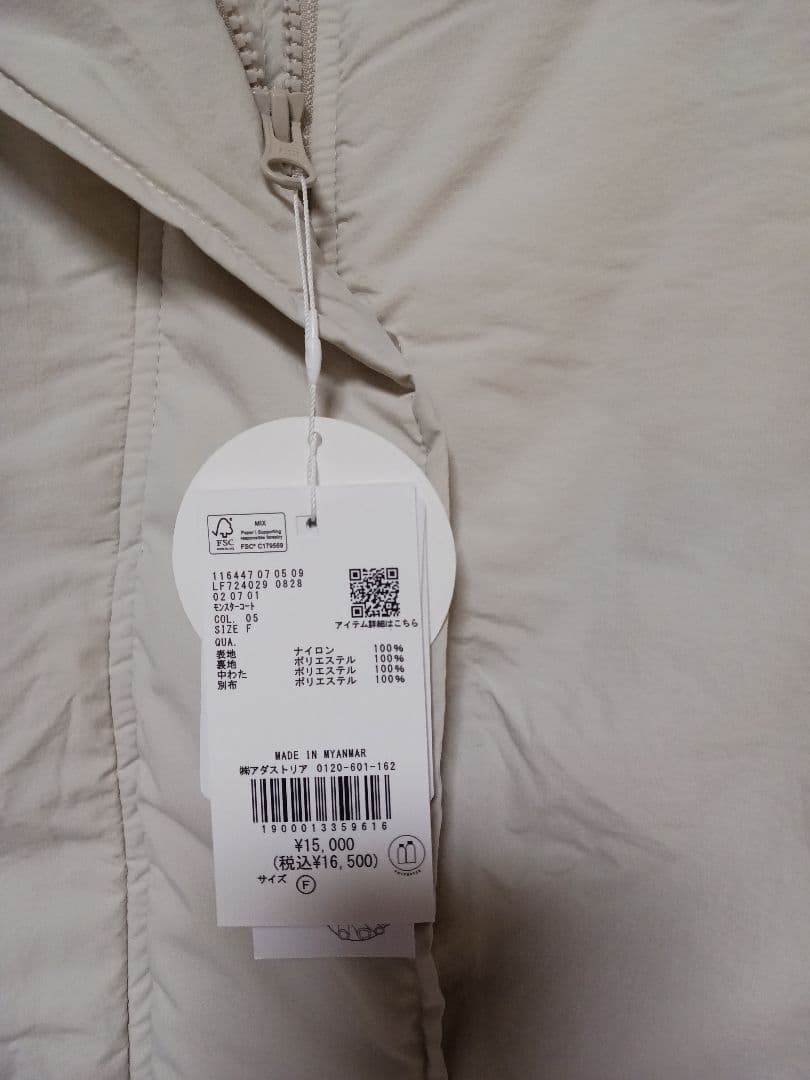 FSC
MIX
Paper | Supporting
responsible forestry
FSC® C179569
116447 07 05 09
LF724029 0828
02 07 01
ﾓﾝｽﾀｰｺｰﾄ
COL. 05
SIZE F
QUA.
表地 ナイロン 100%
裏地 ポリエステル 100%
中わた ポリエステル 100%
別布 ポリエステル 100%
アイテム詳細はこちら
MADE IN MYANMAR
㈱アダストリア 0120-601-162
1900013359616
¥15,000
(税込¥16,500)
サイズ F